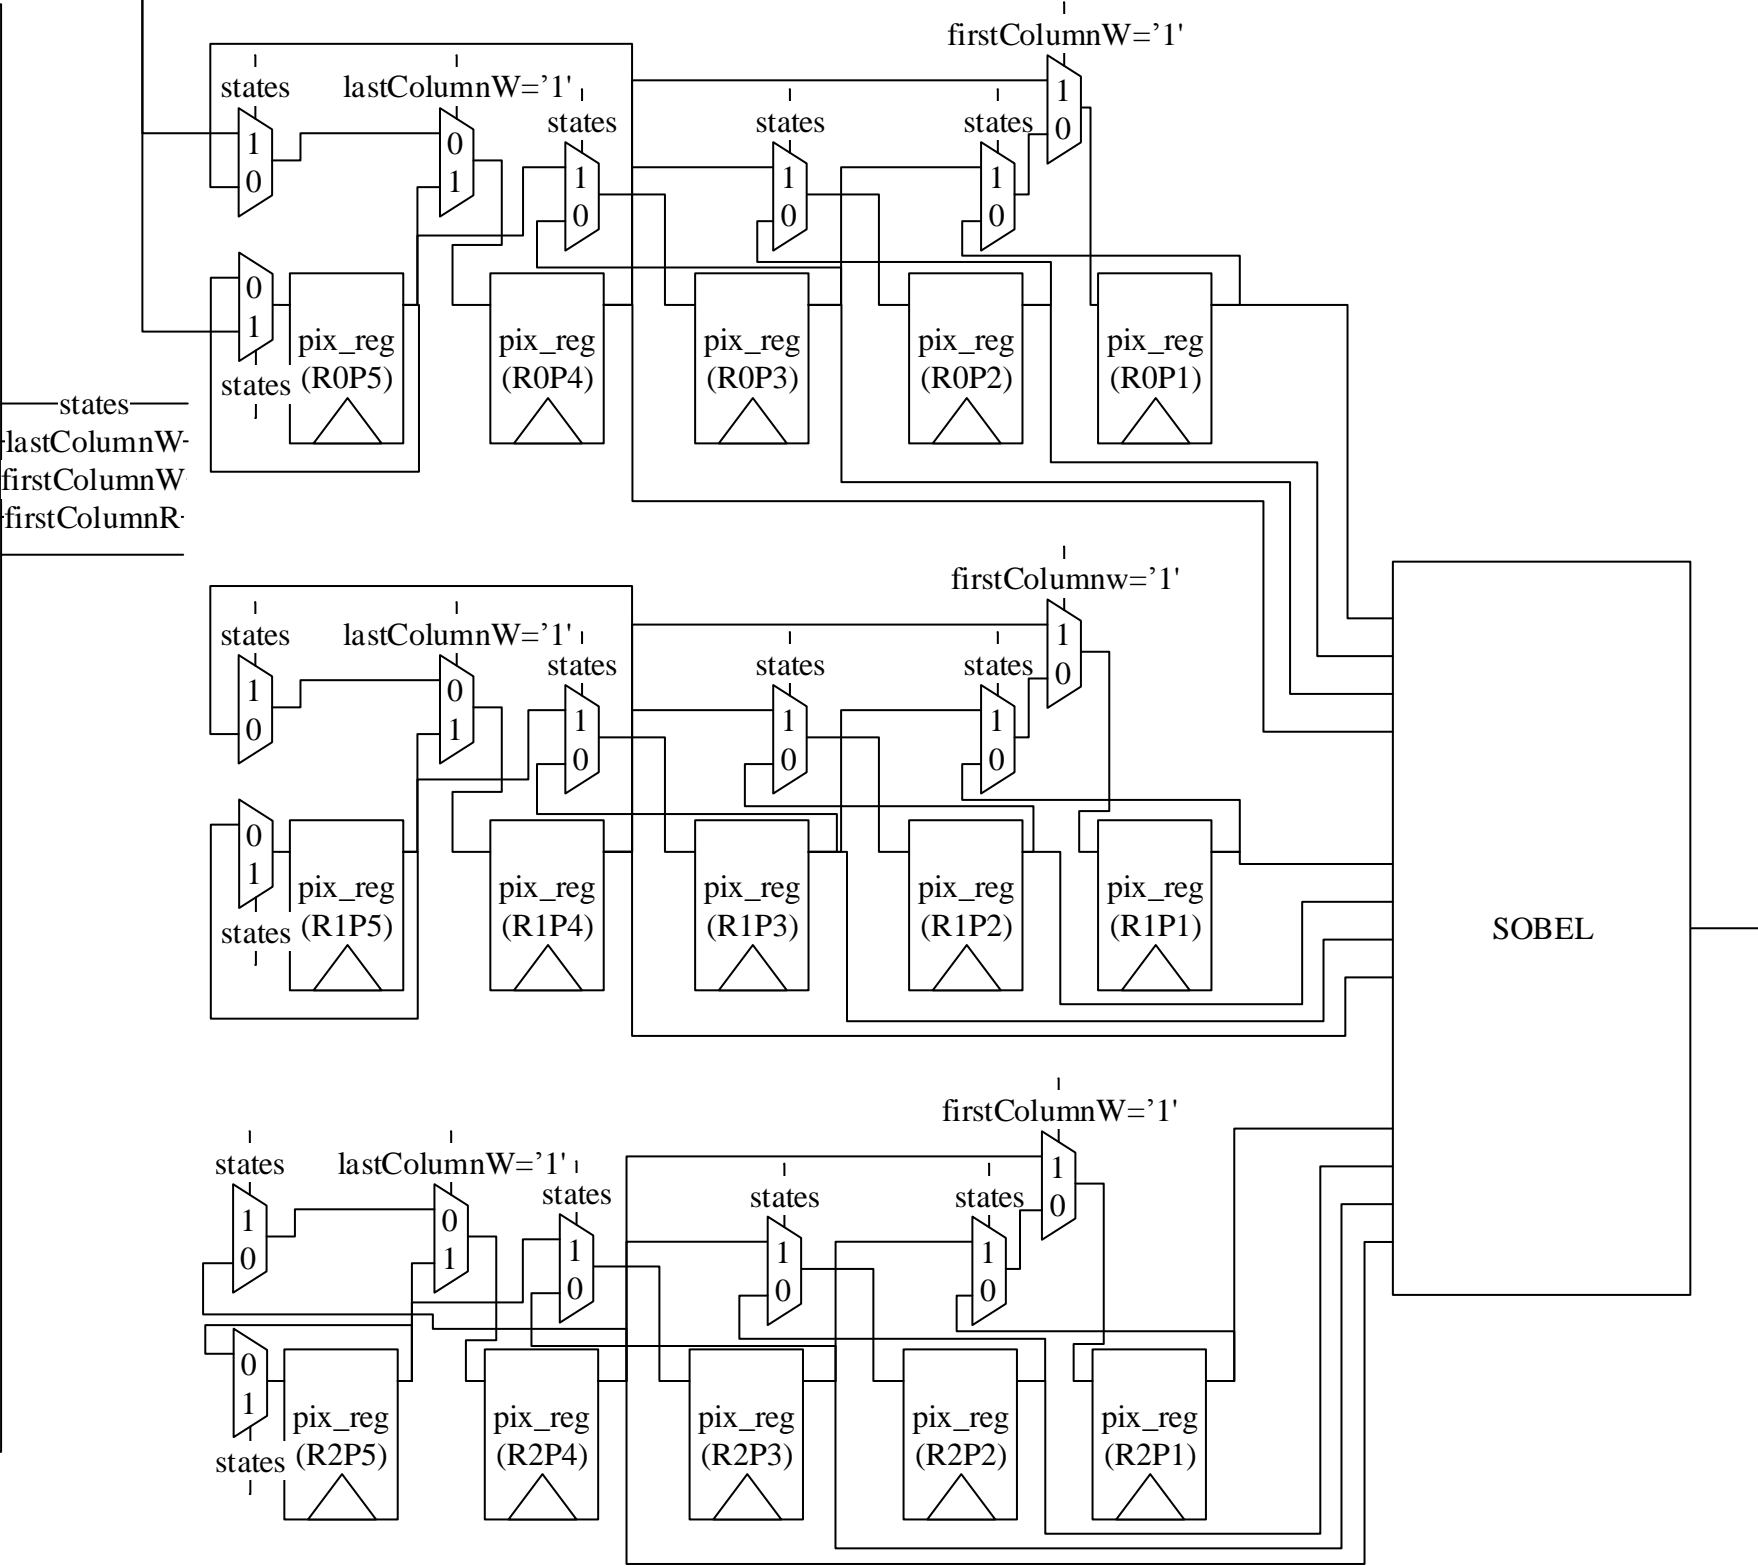 firstColumnW='1'
states
lastColumnW=’1'
states
states
states
1
0
0
1
1
0
1
0
1
0
1
0
0
1
states
pix_reg
(R0P5)
pix_reg
(R0P4)
pix_reg
(R0P3)
pix_reg
(R0P2)
pix_reg
(R0P1)
states
lastColumnW
firstColumnW
firstColumnR
firstColumnw=’1'
states
lastColumnW=’1'
states
states
states
1
0
0
1
1
0
1
0
1
0
1
0
0
1
states
pix_reg
(R1P5)
pix_reg
(R1P4)
pix_reg
(R1P3)
pix_reg
(R1P2)
pix_reg
(R1P1)
SOBEL
firstColumnW=’1'
states
lastColumnW=’1'
states
states
states
1
0
0
1
1
0
1
0
1
0
1
0
0
1
states
pix_reg
(R2P5)
pix_reg
(R2P4)
pix_reg
(R2P3)
pix_reg
(R2P2)
pix_reg
(R2P1)